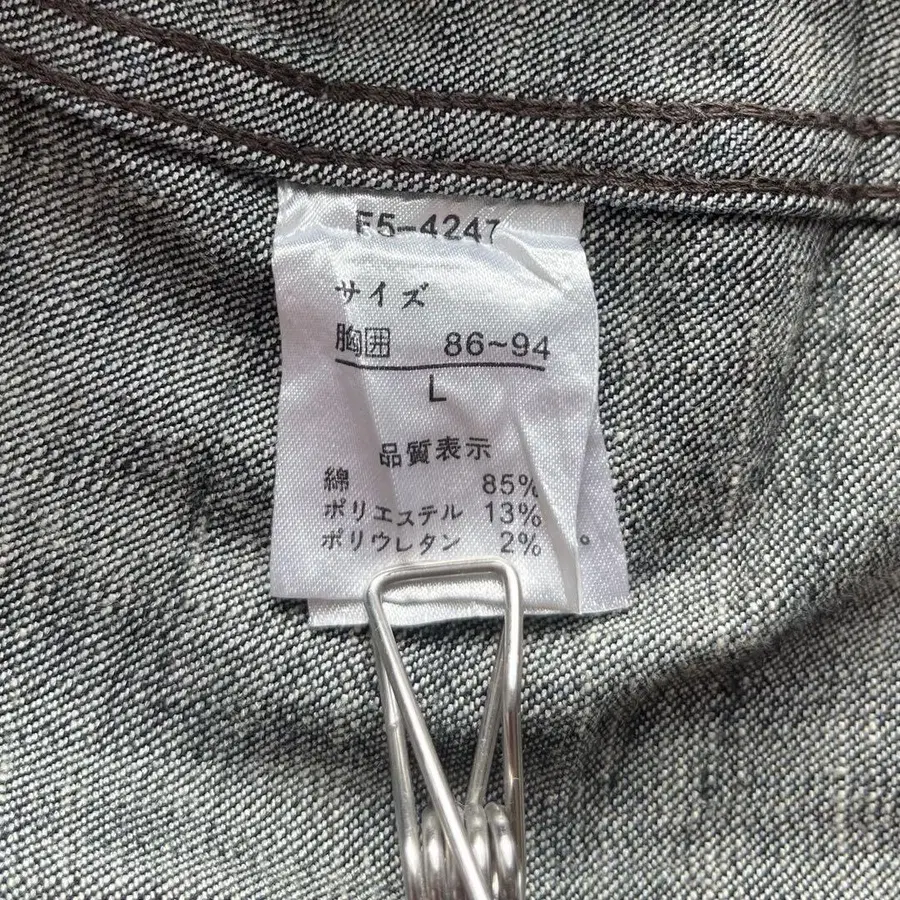 F5-4247
サイズ
胸囲 86~94
L
品質表示
綿 85%
ポリエステル 13%
ポリウレタン 2%